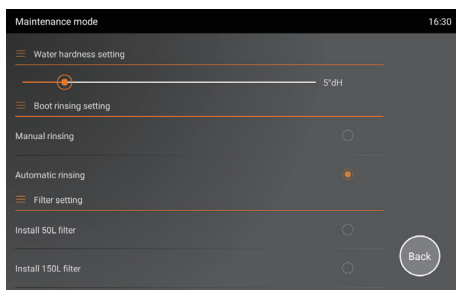 Maintenance mode 16:30
Water hardness setting
5°dH
Boot rinsing setting
Manual rinsing
Automatic rinsing
Filter setting
Install 50L filter
Back
Install 150L filter